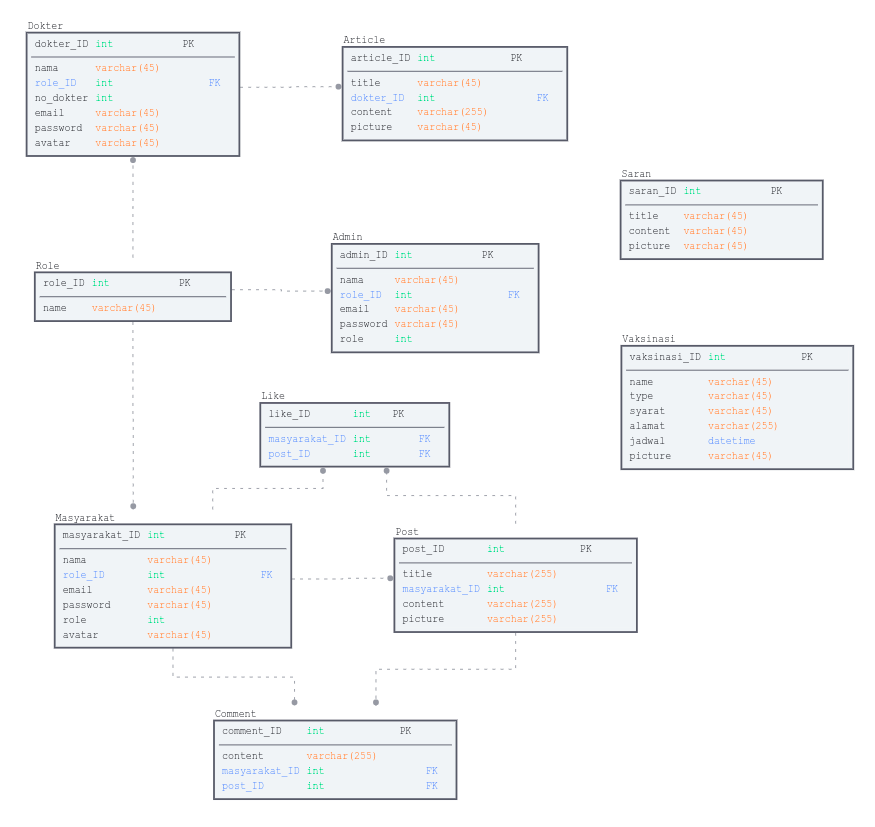 Dokter
dokter_ID int PK
nama varchar(45)
role_ID int FK
no_dokter int
email varchar(45)
password varchar(45)
avatar varchar(45)
Article
article_ID int PK
title varchar(45)
dokter_ID int FK
content varchar(255)
picture varchar(45)
Saran
saran_ID int PK
title varchar(45)
content varchar(45)
picture varchar(45)
Admin
admin_ID int PK
nama varchar(45)
role_ID int FK
email varchar(45)
password varchar(45)
role int
Role
role_ID int PK
name varchar(45)
Vaksinasi
vaksinasi_ID int PK
name varchar(45)
type varchar(45)
syarat varchar(45)
alamat varchar(255)
jadwal datetime
picture varchar(45)
Like
like_ID int PK
masyarakat_ID int FK
post_ID int FK
Masyarakat
masyarakat_ID int PK
nama varchar(45)
role_ID int FK
email varchar(45)
password varchar(45)
role int
avatar varchar(45)
Post
post_ID int PK
title varchar(255)
masyarakat_ID int FK
content varchar(255)
picture varchar(255)
Comment
comment_ID int PK
content varchar(255)
masyarakat_ID int FK
post_ID int FK